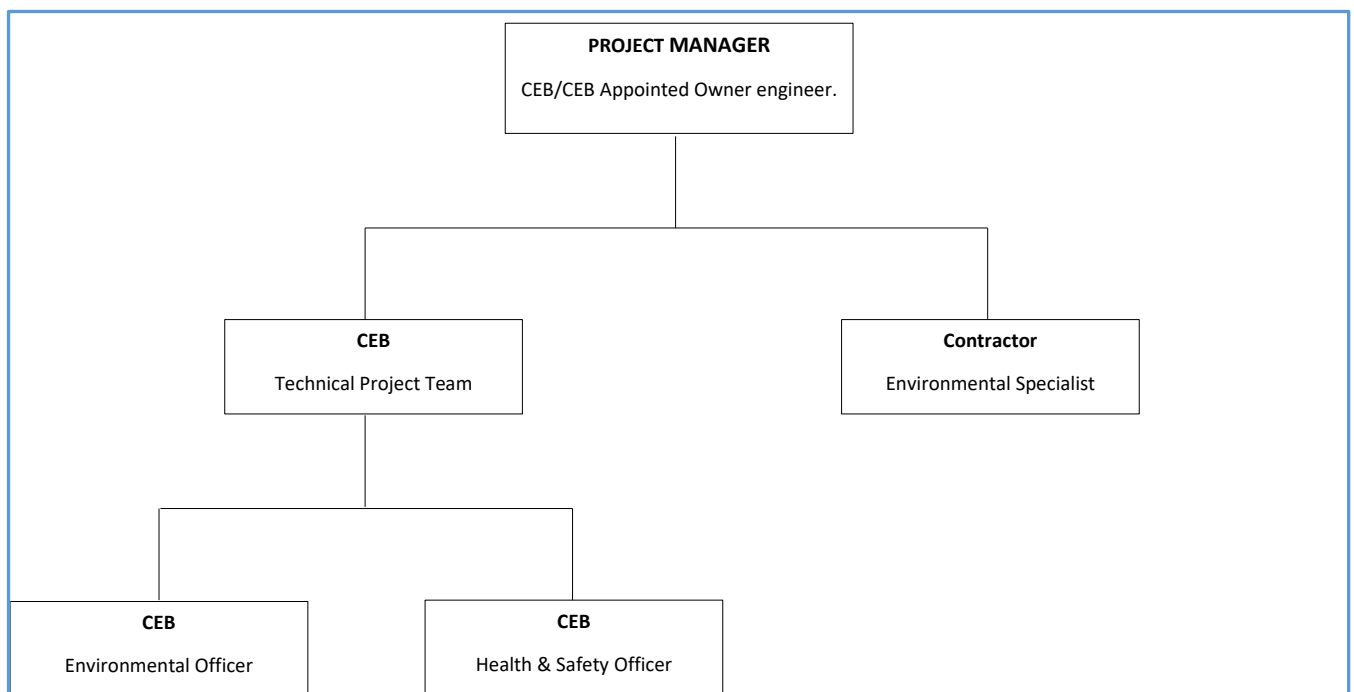 PROJECT MANAGER
CEB/CEB Appointed Owner engineer.
CEB
Technical Project Team
Contractor
Environmental Specialist
CEB
Environmental Officer
CEB
Health & Safety Officer